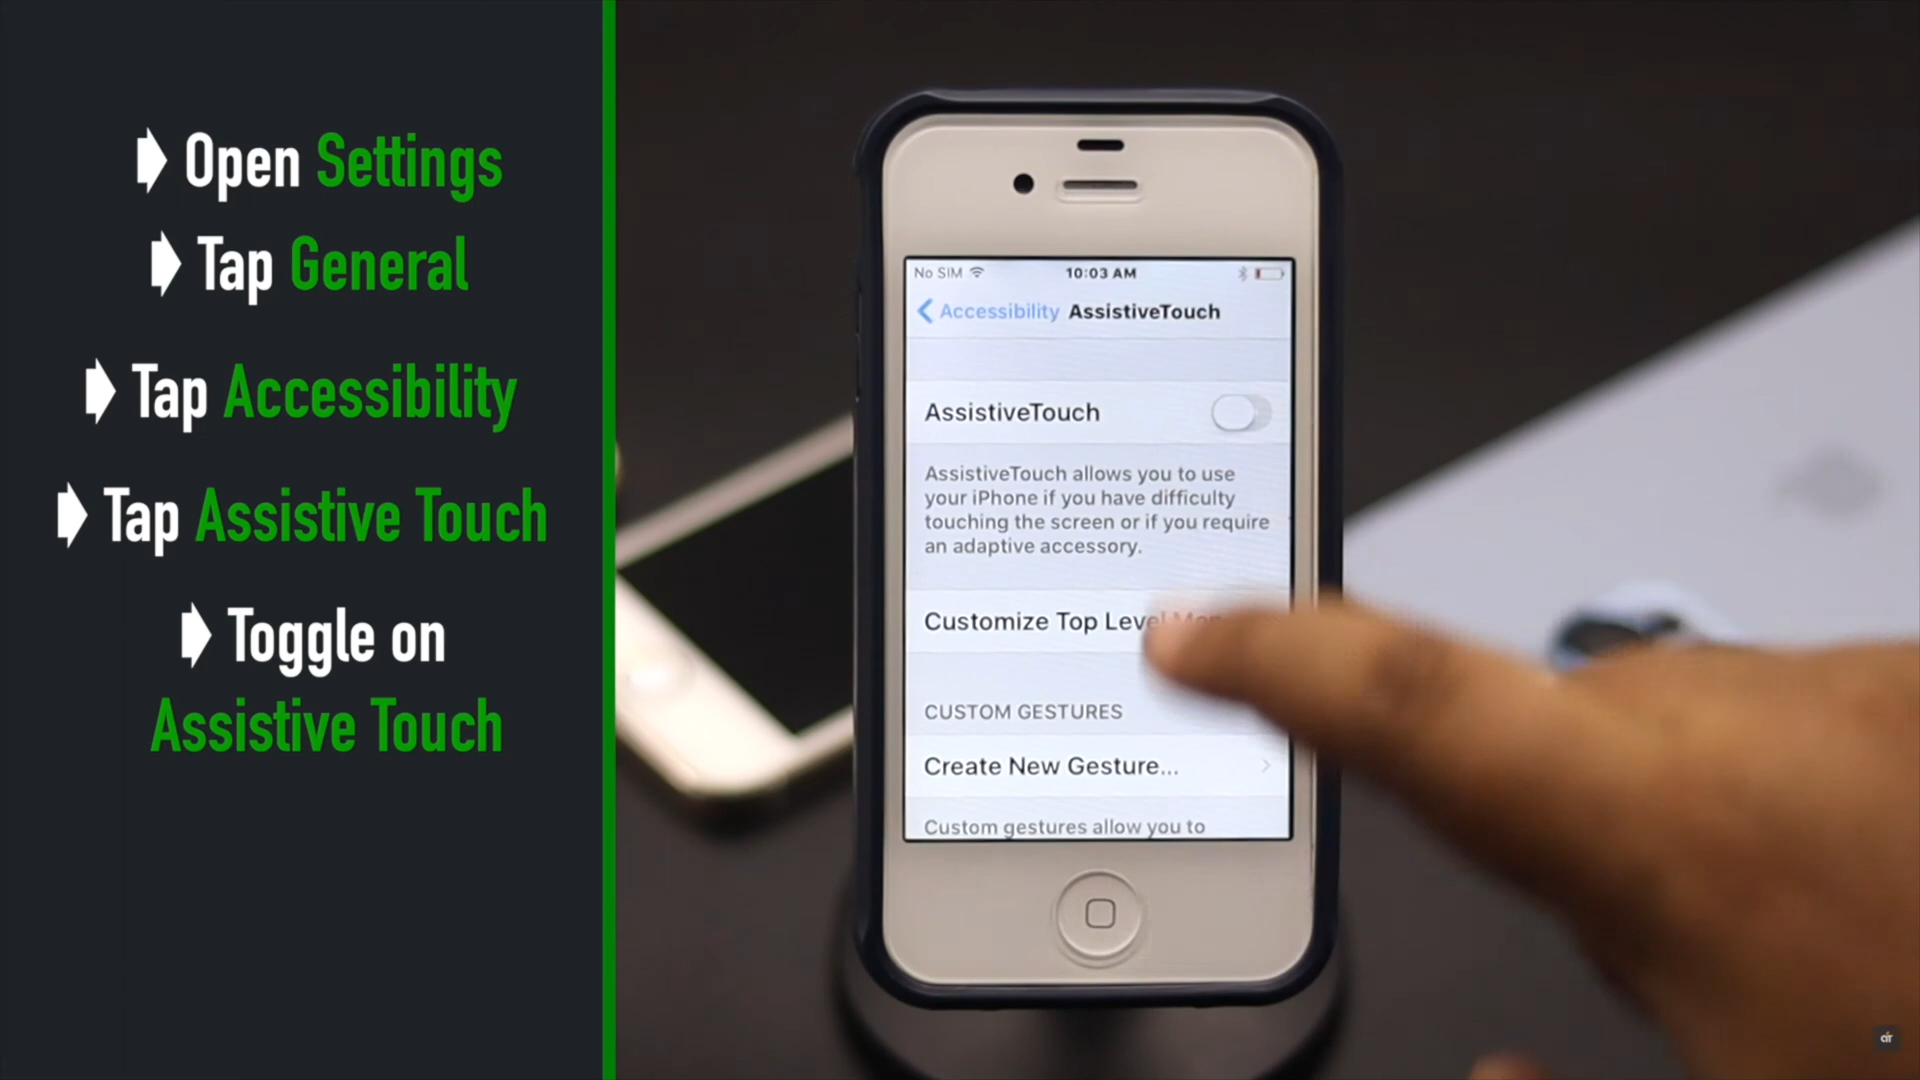 Open Settings
Tap General
Tap Accessibility
Tap Assistive Touch
Toggle on
Assistive Touch
No SIM 10:03 AM
Accessibility AssistiveTouch
AssistiveTouch
AssistiveTouch allows you to use
your iPhone if you have difficulty
touching the screen or if you require
an adaptive accessory.
Customize Top Level
CUSTOM GESTURES
Create New Gesture...
Custom gestures allow you to
air